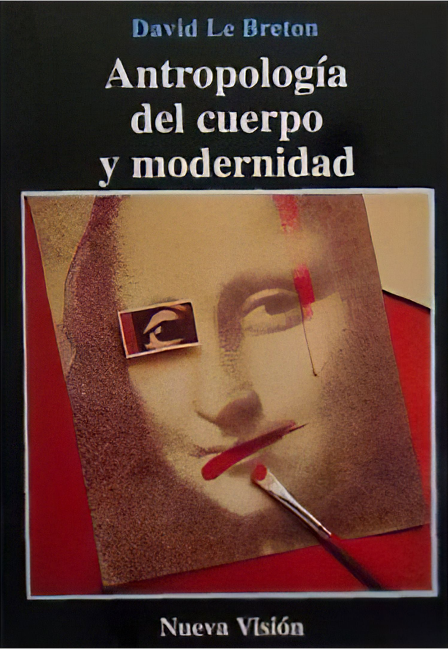 David Le Breton
Antropología
del cuerpo
y modernidad
Nueva Visión